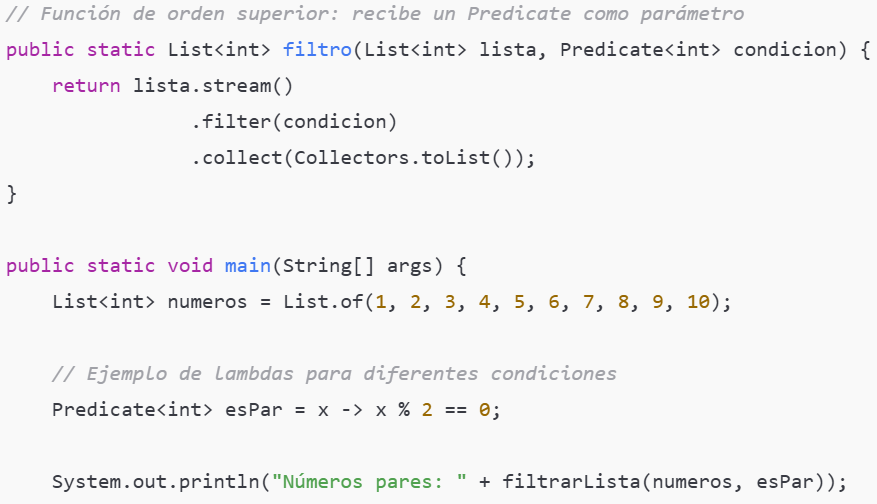 // Función de orden superior: recibe un Predicate como parámetro
public static List<int> filtro(List<int> lista, Predicate<int> condicion) {
    return lista.stream()
                .filter(condicion)
                .collect(Collectors.toList());
}

public static void main(String[] args) {
    List<int> numeros = List.of(1, 2, 3, 4, 5, 6, 7, 8, 9, 10);

    // Ejemplo de lambdas para diferentes condiciones
    Predicate<int> esPar = x -> x % 2 == 0;

    System.out.println("Números pares: " + filtrarLista(numeros, esPar));